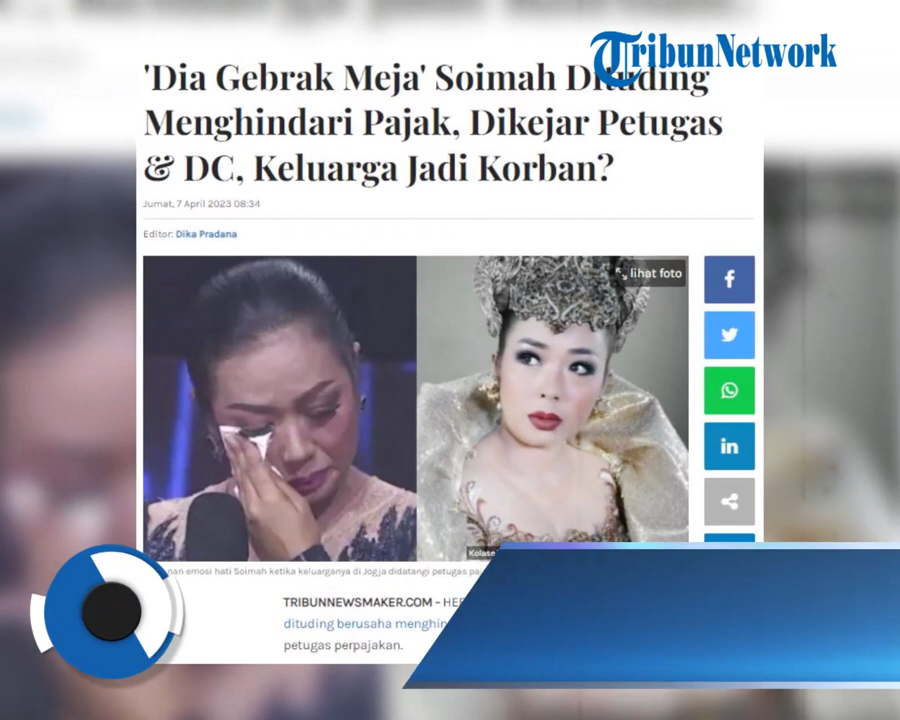 TribunNetwork
'Dia Gebrak Meja' Soimah Dituding
Menghindari Pajak, Dikejar Petugas
& DC, Keluarga Jadi Korban?
Jumat, 7 April 2023 08:34
Editor: Dika Pradana
lihat foto
Kolase
nan emosi hati Soimah ketika keluarganya di Jogja didatangi petugas
TRIBUNNEWSMAKER.COM - HE
dituding berusaha menghin
petugas perpajakan.